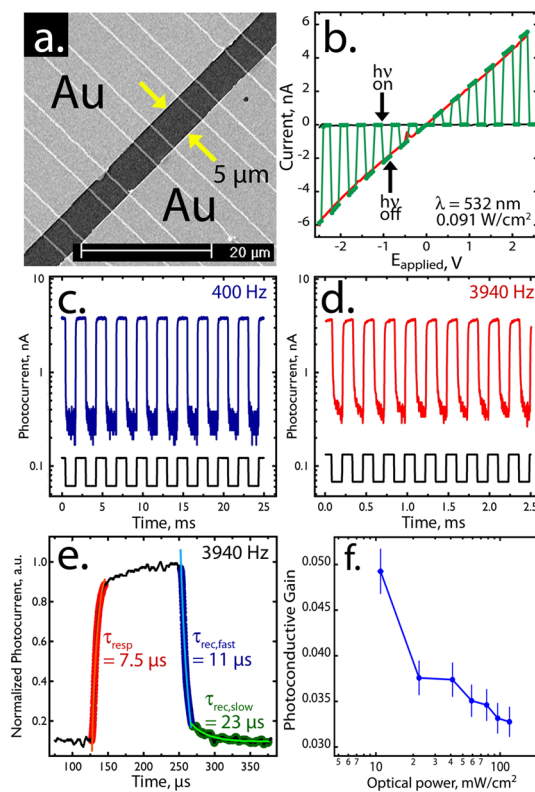 a.
Au
5 µm
Au
20 µm
b.
Current, nA
6
4
2
0
-2
-4
-6
hν
on
hν
off
λ = 532 nm
0.091 W/cm²
-2
-1
0
1
2
E applied, V
c.
400 Hz
Photocurrent, nA
10
1
0.1
0
5
10
15
20
25
Time, ms
d.
3940 Hz
Photocurrent, nA
10
1
0.1
0.0
0.5
1.0
1.5
2.0
2.5
Time, ms
e.
3940 Hz
Normalized Photocurrent, a.u.
1.0
0.8
0.6
0.4
0.2
τresp
= 7.5 µs
τrec,fast
= 11 µs
τrec,slow
= 23 µs
100
150
200
250
300
350
Time, µs
f.
Photoconductive Gain
0.050
0.045
0.040
0.035
0.030
5 6 7 10 2 3 4 5 6 7 100
Optical power, mW/cm²